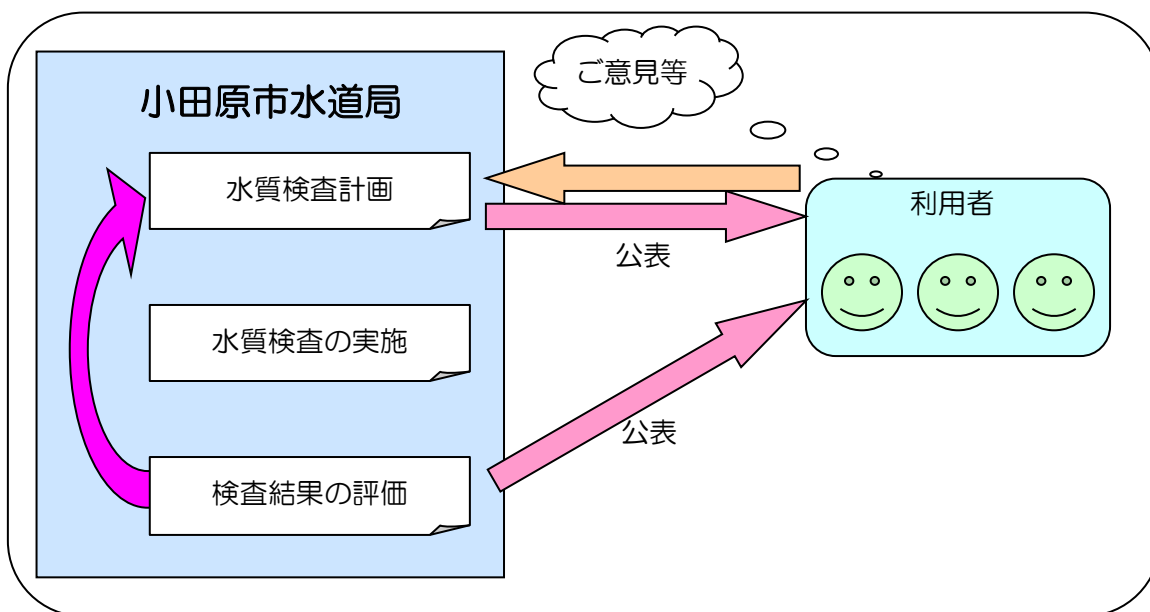 ご意見等
小田原市水道局
水質検査計画
利用者
公表
水質検査の実施
公表
検査結果の評価